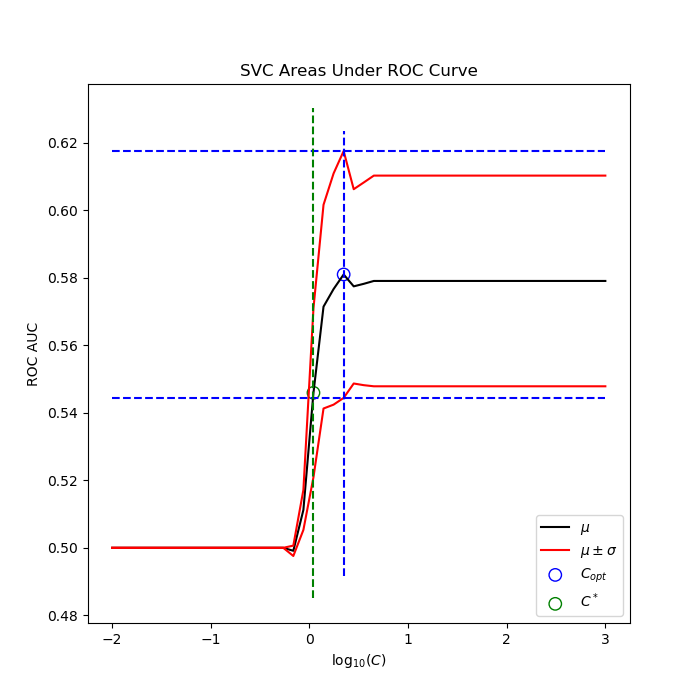 SVC Areas Under ROC Curve
ROC AUC
0.62
0.60
0.58
0.56
0.54
0.52
0.50
0.48
−2 −1 0 1 2 3
log₁₀(C)
μ
μ ± σ
C_opt
C*